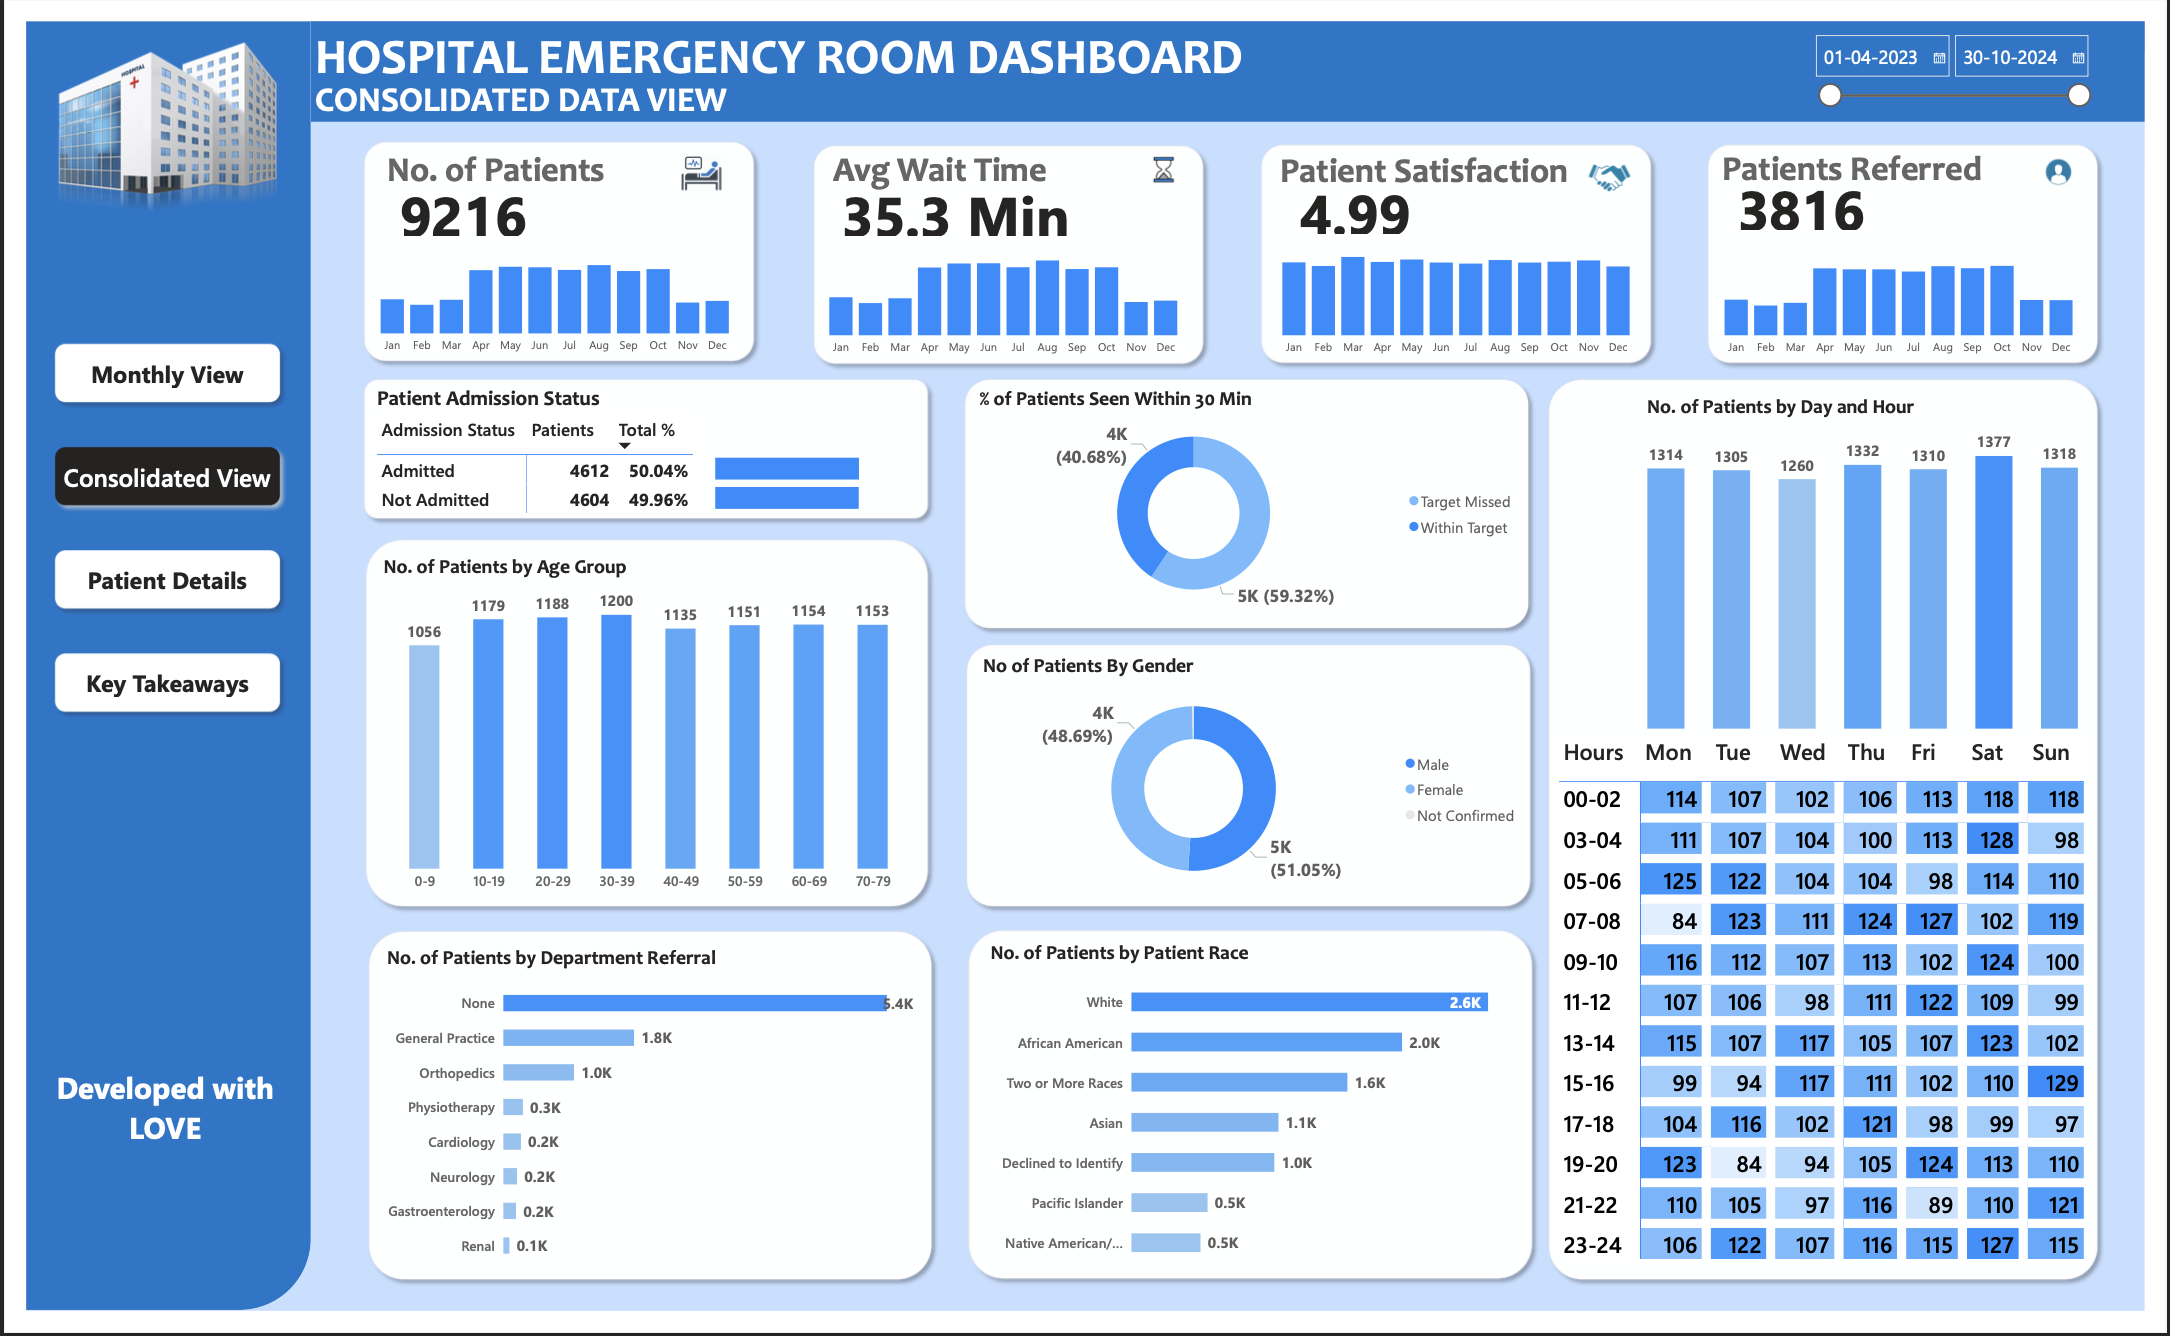 HOSPITAL
HOSPITAL EMERGENCY ROOM DASHBOARD
CONSOLIDATED DATA VIEW
01-04-2023 30-10-2024
Monthly View
Consolidated View
Patient Details
Key Takeaways
Developed with
LOVE
No. of Patients
9216
Jan Feb Mar Apr May Jun Jul Aug Sep Oct Nov Dec
Avg Wait Time
35.3 Min
Jan Feb Mar Apr May Jun Jul Aug Sep Oct Nov Dec
Patient Satisfaction
4.99
Jan Feb Mar Apr May Jun Jul Aug Sep Oct Nov Dec
Patients Referred
3816
Jan Feb Mar Apr May Jun Jul Aug Sep Oct Nov Dec
Patient Admission Status
Admission Status Patients Total %
Admitted 4612 50.04%
Not Admitted 4604 49.96%
No. of Patients by Age Group
1056 1179 1188 1200 1135 1151 1154 1153
0-9 10-19 20-29 30-39 40-49 50-59 60-69 70-79
No. of Patients by Department Referral
None 5.4K
General Practice 1.8K
Orthopedics 1.0K
Physiotherapy 0.3K
Cardiology 0.2K
Neurology 0.2K
Gastroenterology 0.2K
Renal 0.1K
% of Patients Seen Within 30 Min
4K
(40.68%)
5K (59.32%)
Target Missed
Within Target
No of Patients By Gender
4K
(48.69%)
5K
(51.05%)
Male
Female
Not Confirmed
No. of Patients by Patient Race
White 2.6K
African American 2.0K
Two or More Races 1.6K
Asian 1.1K
Declined to Identify 1.0K
Pacific Islander 0.5K
Native American/... 0.5K
No. of Patients by Day and Hour
1314 1305 1260 1332 1310 1377 1318
Hours Mon Tue Wed Thu Fri Sat Sun
00-02 114 107 102 106 113 118 118
03-04 111 107 104 100 113 128 98
05-06 125 122 104 104 98 114 110
07-08 84 123 111 124 127 102 119
09-10 116 112 107 113 102 124 100
11-12 107 106 98 111 122 109 99
13-14 115 107 117 105 107 123 102
15-16 99 94 117 111 102 110 129
17-18 104 116 102 121 98 99 97
19-20 123 84 94 105 124 113 110
21-22 110 105 97 116 89 110 121
23-24 106 122 107 116 115 127 115